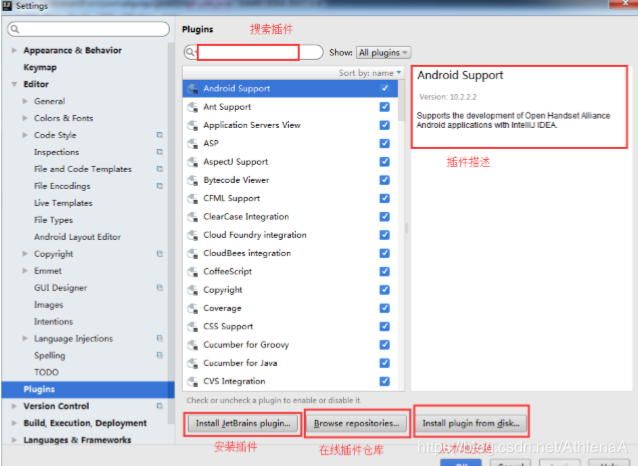 Settings
Plugins
搜索插件
Show: All plugins
Sort by: name
Appearance & Behavior
Keymap
Editor
General
Colors & Fonts
Code Style
Inspections
File and Code Templates
File Encodings
Live Templates
File Types
Android Layout Editor
Copyright
Emmet
GUI Designer
Images
Intentions
Language Injections
Spelling
TODO
Plugins
Version Control
Build, Execution, Deployment
Languages & Frameworks
Android Support
Ant Support
Application Servers View
ASP
AspectJ Support
Bytecode Viewer
CFML Support
ClearCase Integration
Cloud Foundry integration
CloudBees integration
CoffeeScript
Copyright
Coverage
CSS Support
Cucumber for Groovy
Cucumber for Java
CVS Integration
Check or uncheck a plugin to enable or disable it.
Install JetBrains plugin...
Browse repositories...
Install plugin from disk...
安装插件
在线插件仓库
Android Support
Version: 10.2.2.2
Supports the development of Open Handset Alliance
Android applications with IntelliJ IDEA.
插件描述
https://blog.csdn.net/AthlenaA